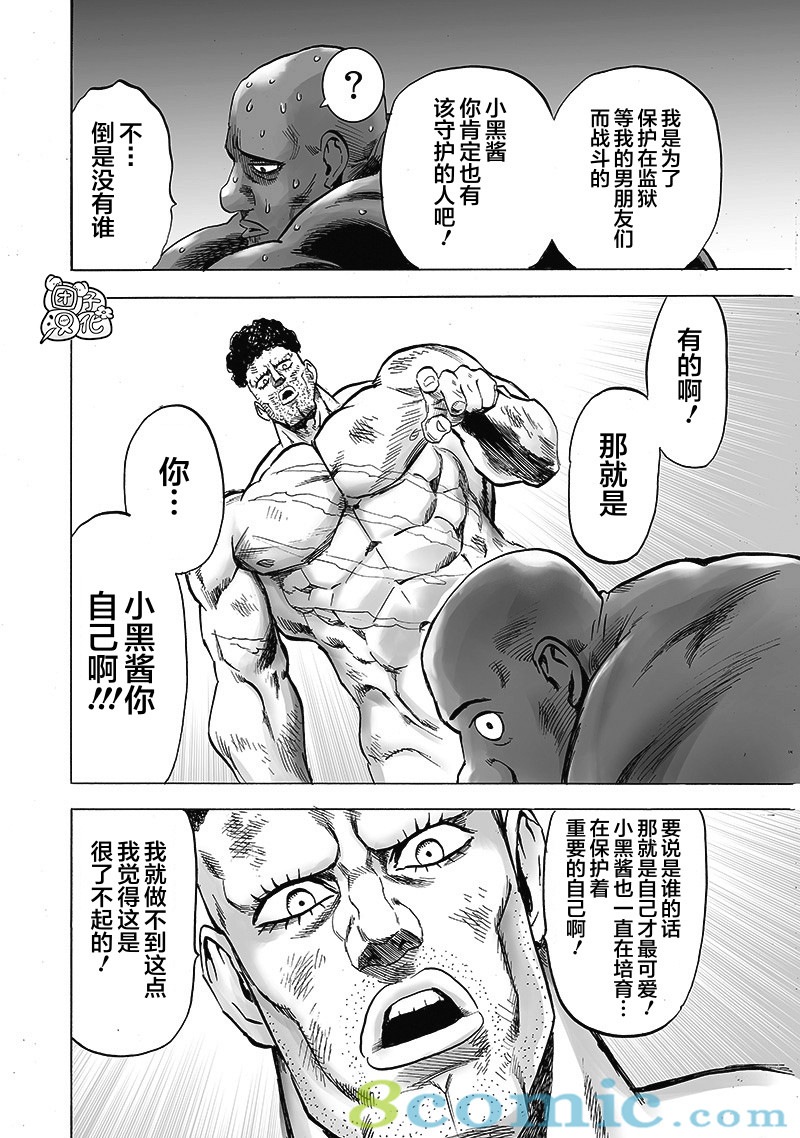 我是为了
保护在监狱
等我的男朋友们
而战斗的
小黑酱
你肯定也有
该守护的人吧！
？
不…
倒是没有谁
团子
汉化
有的啊！
那就是
你…
小黑酱你
自己啊!!!
要说是谁的话
那就是自己才最可爱！
小黑酱也一直在培育…
在保护着
重要的自己啊！
我就做不到这点
我觉得这是
很了不起的！
8comic.com